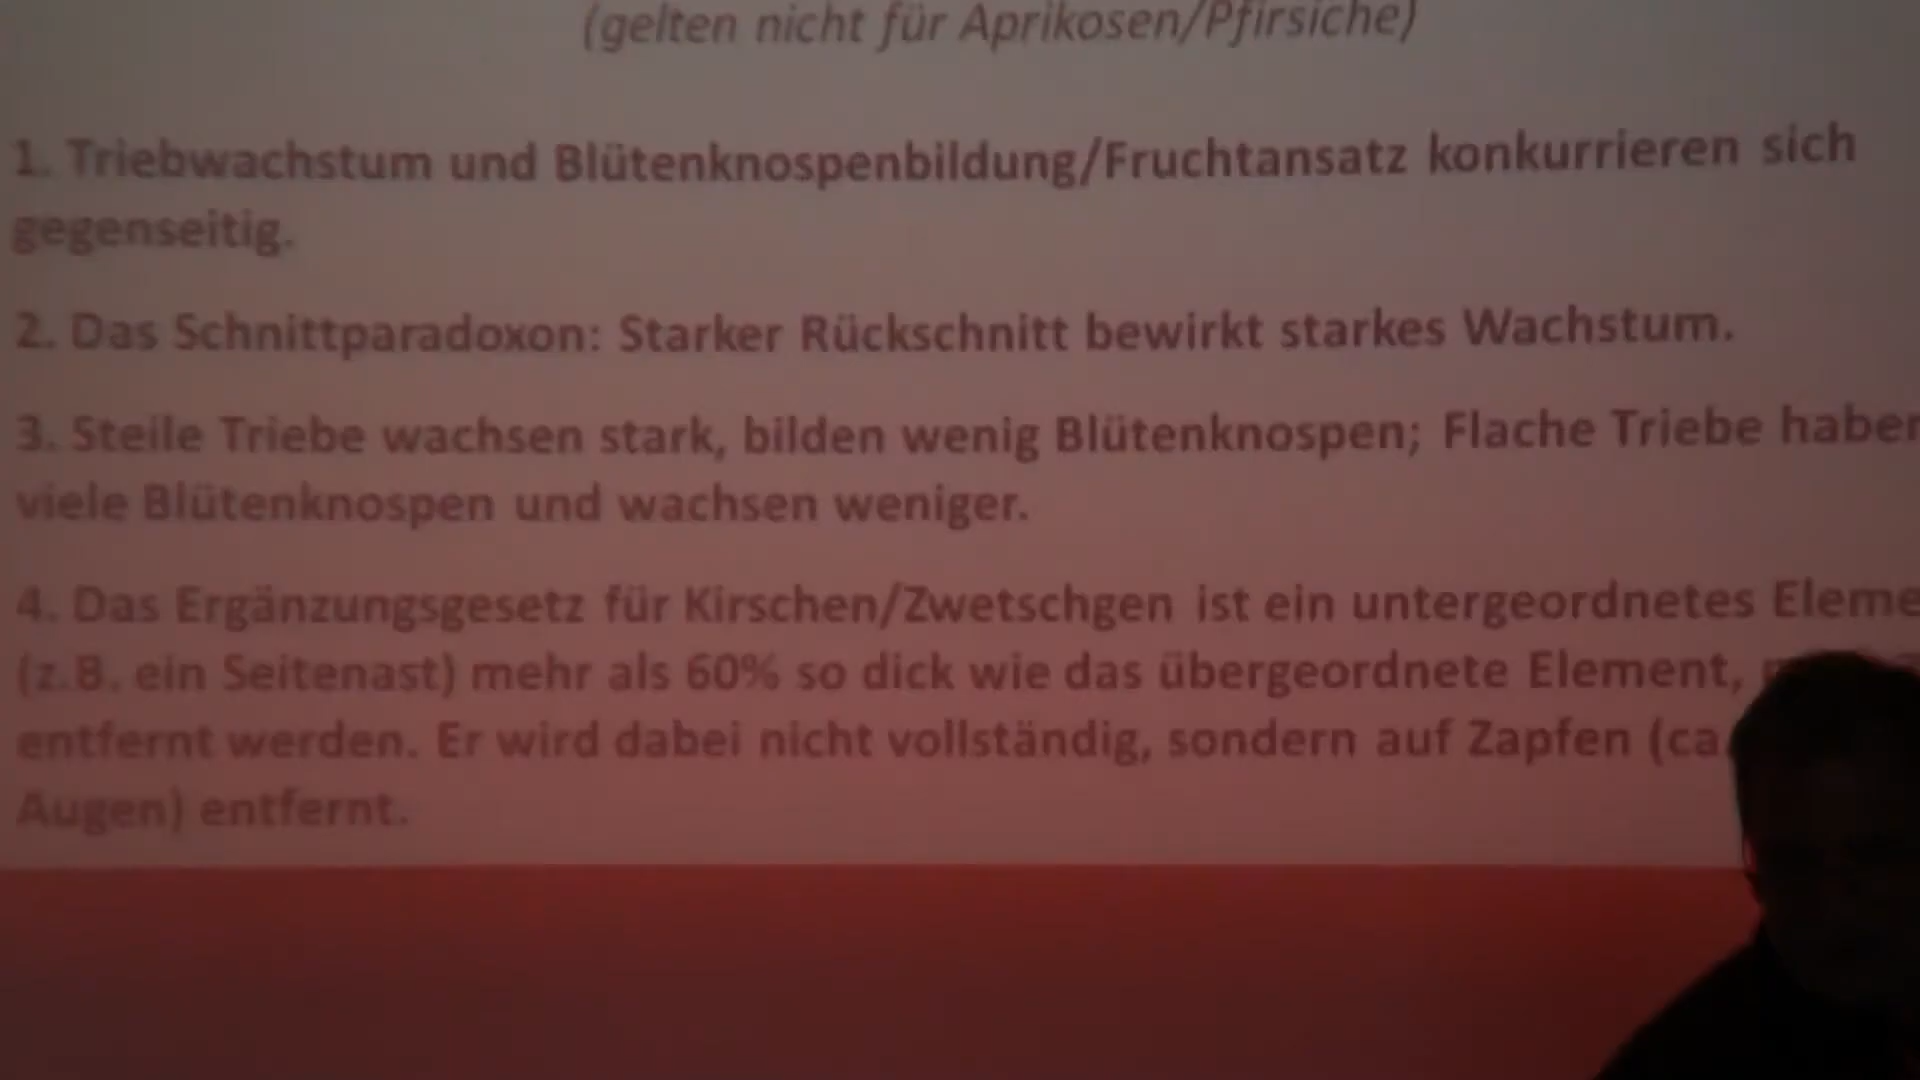 (gelten nicht für Aprikosen/Pfirsiche)
1. Triebwachstum und Blütenknospenbildung/Fruchtansatz konkurrieren sich
gegenseitig.
2. Das Schnittparadoxon: Starker Rückschnitt bewirkt starkes Wachstum.
3. Steile Triebe wachsen stark, bilden wenig Blütenknospen; Flache Triebe haben
viele Blütenknospen und wachsen weniger.
4. Das Ergänzungsgesetz für Kirschen/Zwetschgen ist ein untergeordnetes Eleme
(z.B. ein Seitenast) mehr als 60% so dick wie das übergeordnete Element,
entfernt werden. Er wird dabei nicht vollständig, sondern auf Zapfen (ca.
Augen) entfernt.